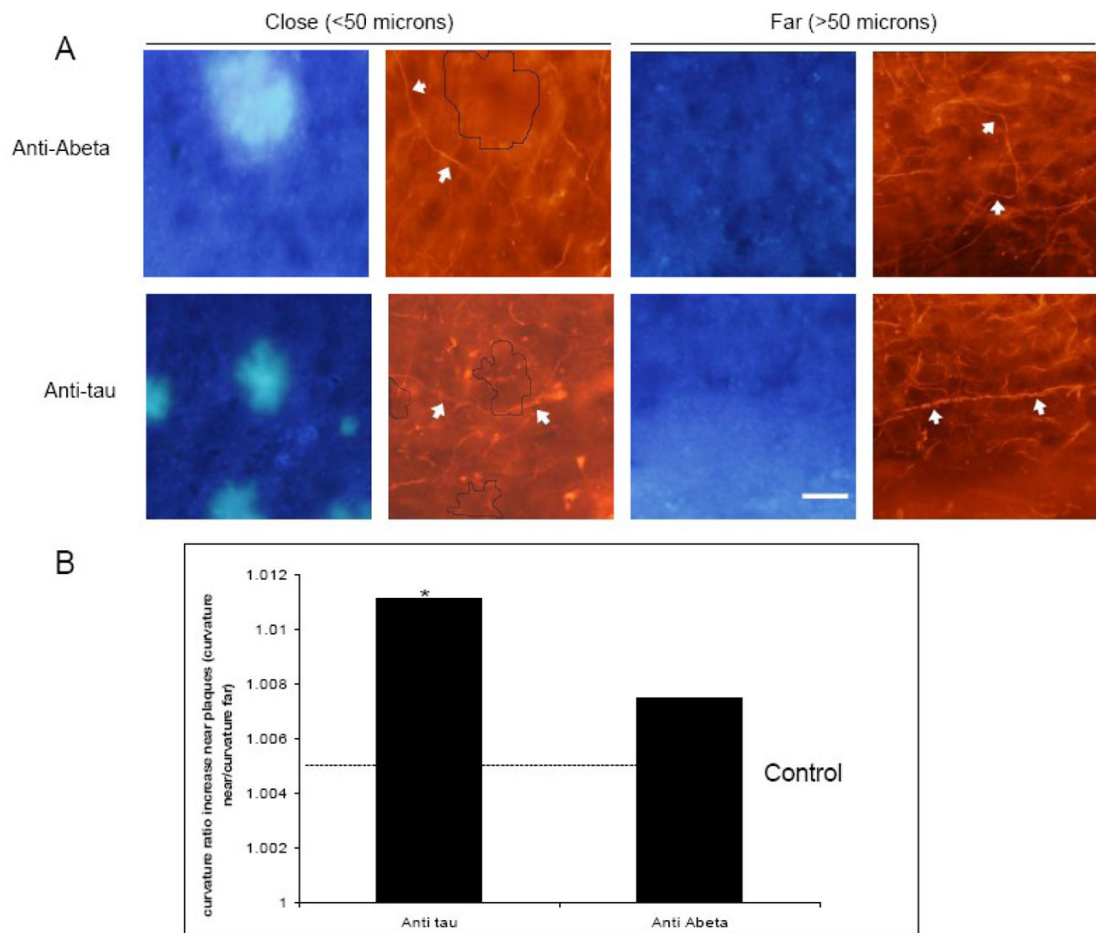 A
Close (<50 microns)
Far (>50 microns)
Anti-Abeta
Anti-tau
B
curvature ratio increase near plaques (curvature
near/curvature far)
1.012
1.01
1.008
1.006
1.004
1.002
1
*
Control
Anti tau
Anti Abeta